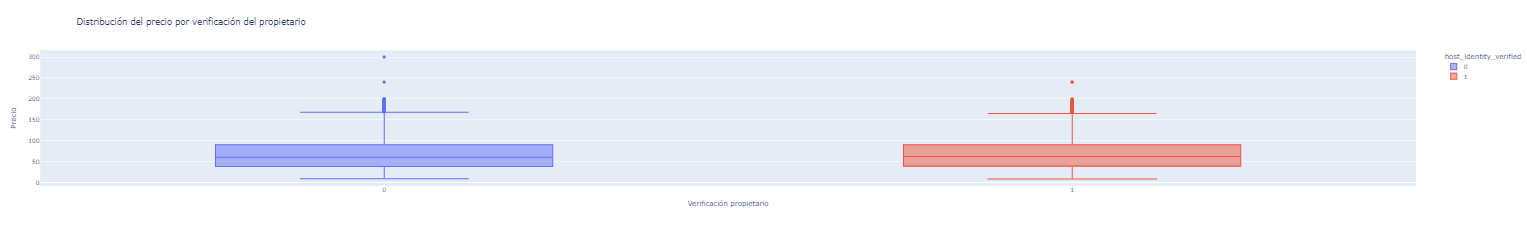 Distribución del precio por verificación del propietario
host_identity_verified
0
1
Precio
300
250
200
150
100
50
0
0
1
Verificación propietario